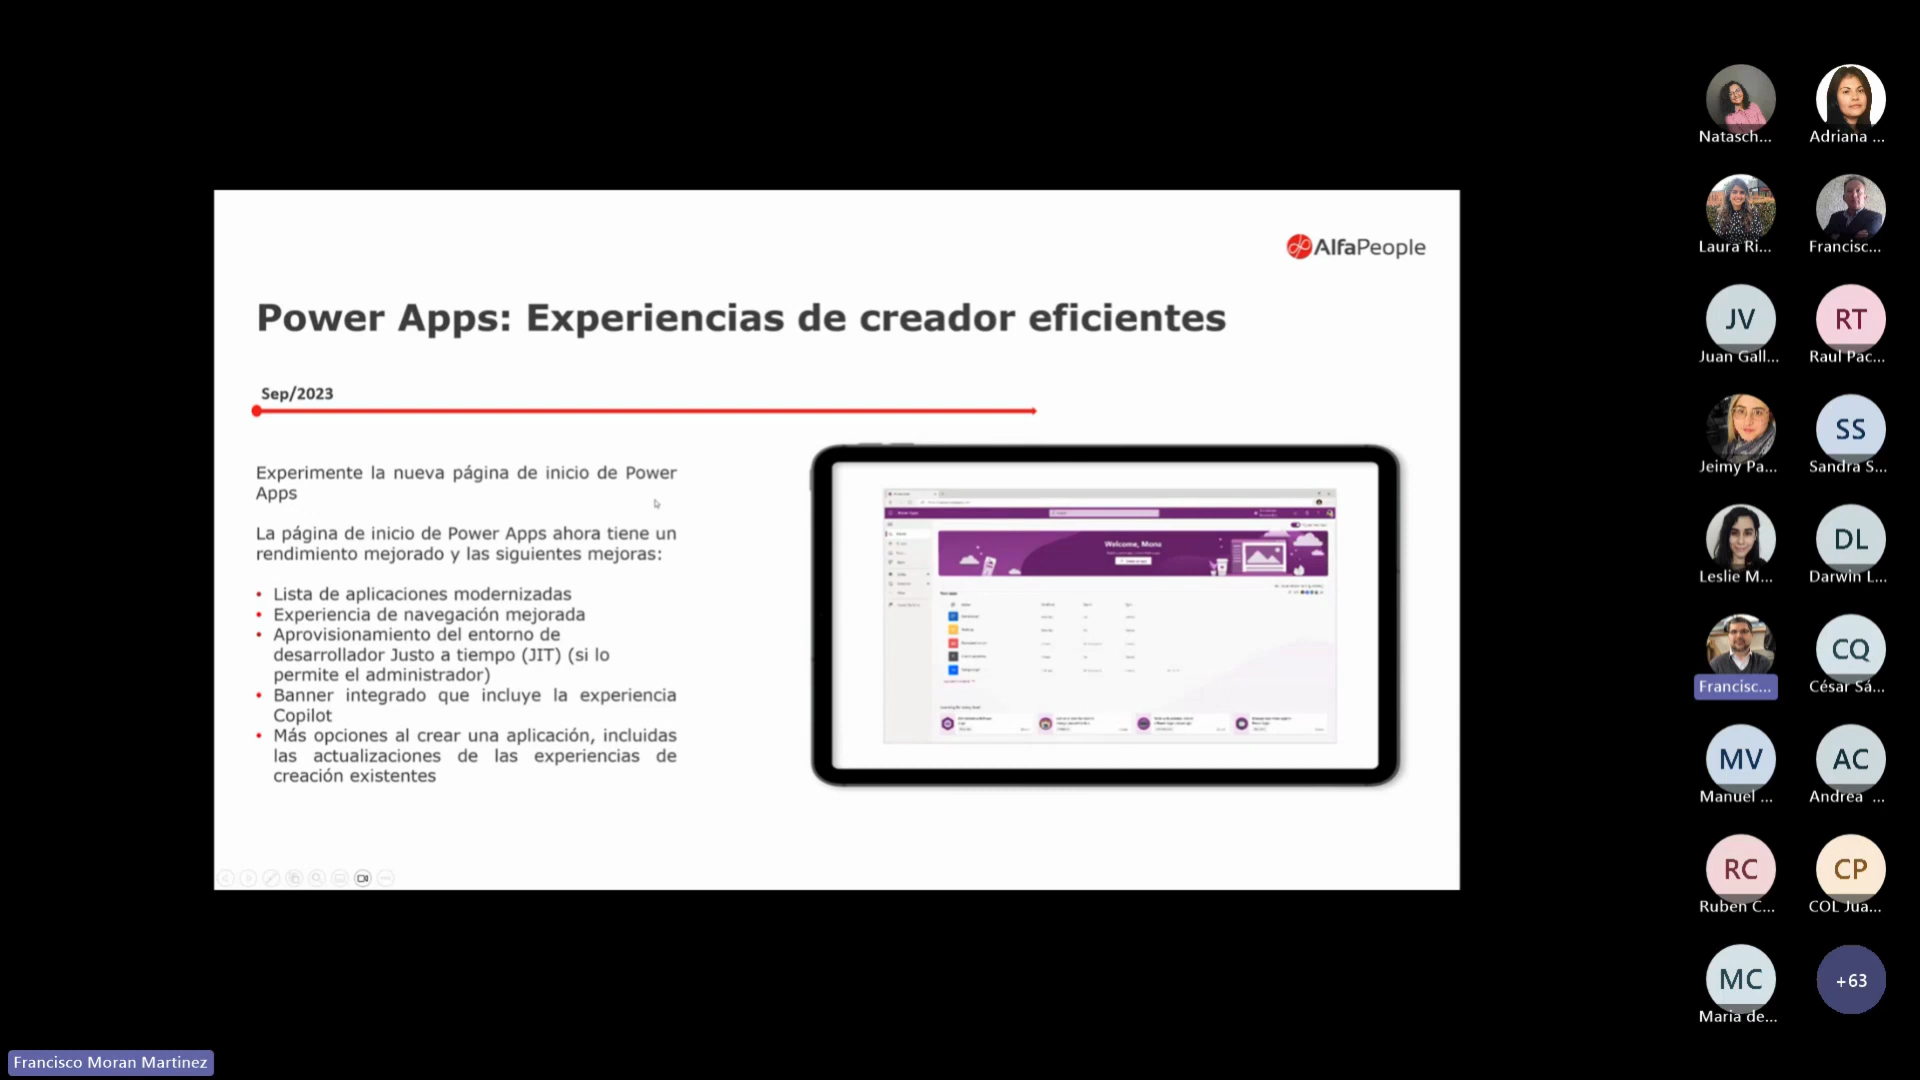 AlfaPeople
Power Apps: Experiencias de creador eficientes
Sep/2023
Experimente la nueva página de inicio de Power
Apps
La página de inicio de Power Apps ahora tiene un
rendimiento mejorado y las siguientes mejoras:
• Lista de aplicaciones modernizadas
• Experiencia de navegación mejorada
• Aprovisionamiento del entorno de
desarrollador Justo a tiempo (JIT) (si lo
permite el administrador)
• Banner integrado que incluye la experiencia
Copilot
• Más opciones al crear una aplicación, incluidas
las actualizaciones de las experiencias de
creación existentes
Welcome, Mona
Natasch...
Adriana ...
Laura Ri...
Francisc...
JV
RT
Juan Gall...
Raul Pac...
SS
Jeimy Pa...
Sandra S...
DL
Leslie M...
Darwin L...
CQ
Francisc...
César Sá...
MV
AC
Manuel ...
Andrea ...
RC
CP
Ruben C...
COL Jua...
MC
+63
Maria de...
Francisco Moran Martinez